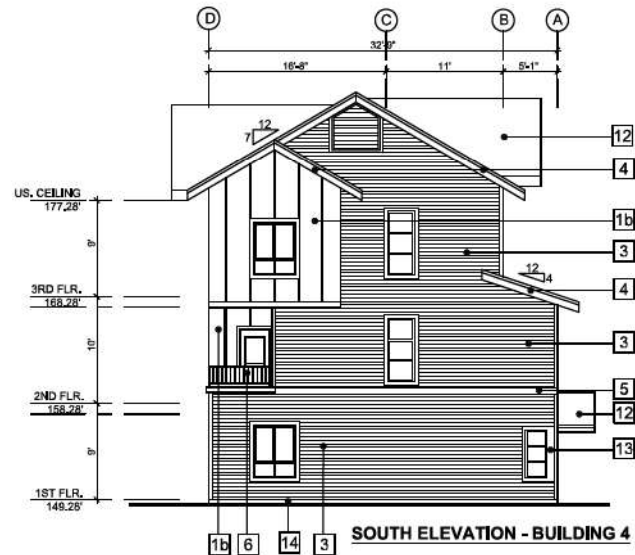 D C B A
32'-9"
16'-8" 11' 5'-1"
12
7
12
4
US. CEILING
177.28'
9'
1b
3
12
4
3RD FLR.
168.28'
4
10'
3
2ND FLR.
158.28'
5
12
9'
13
1ST FLR.
149.28'
1b 6 14 3
SOUTH ELEVATION - BUILDING 4